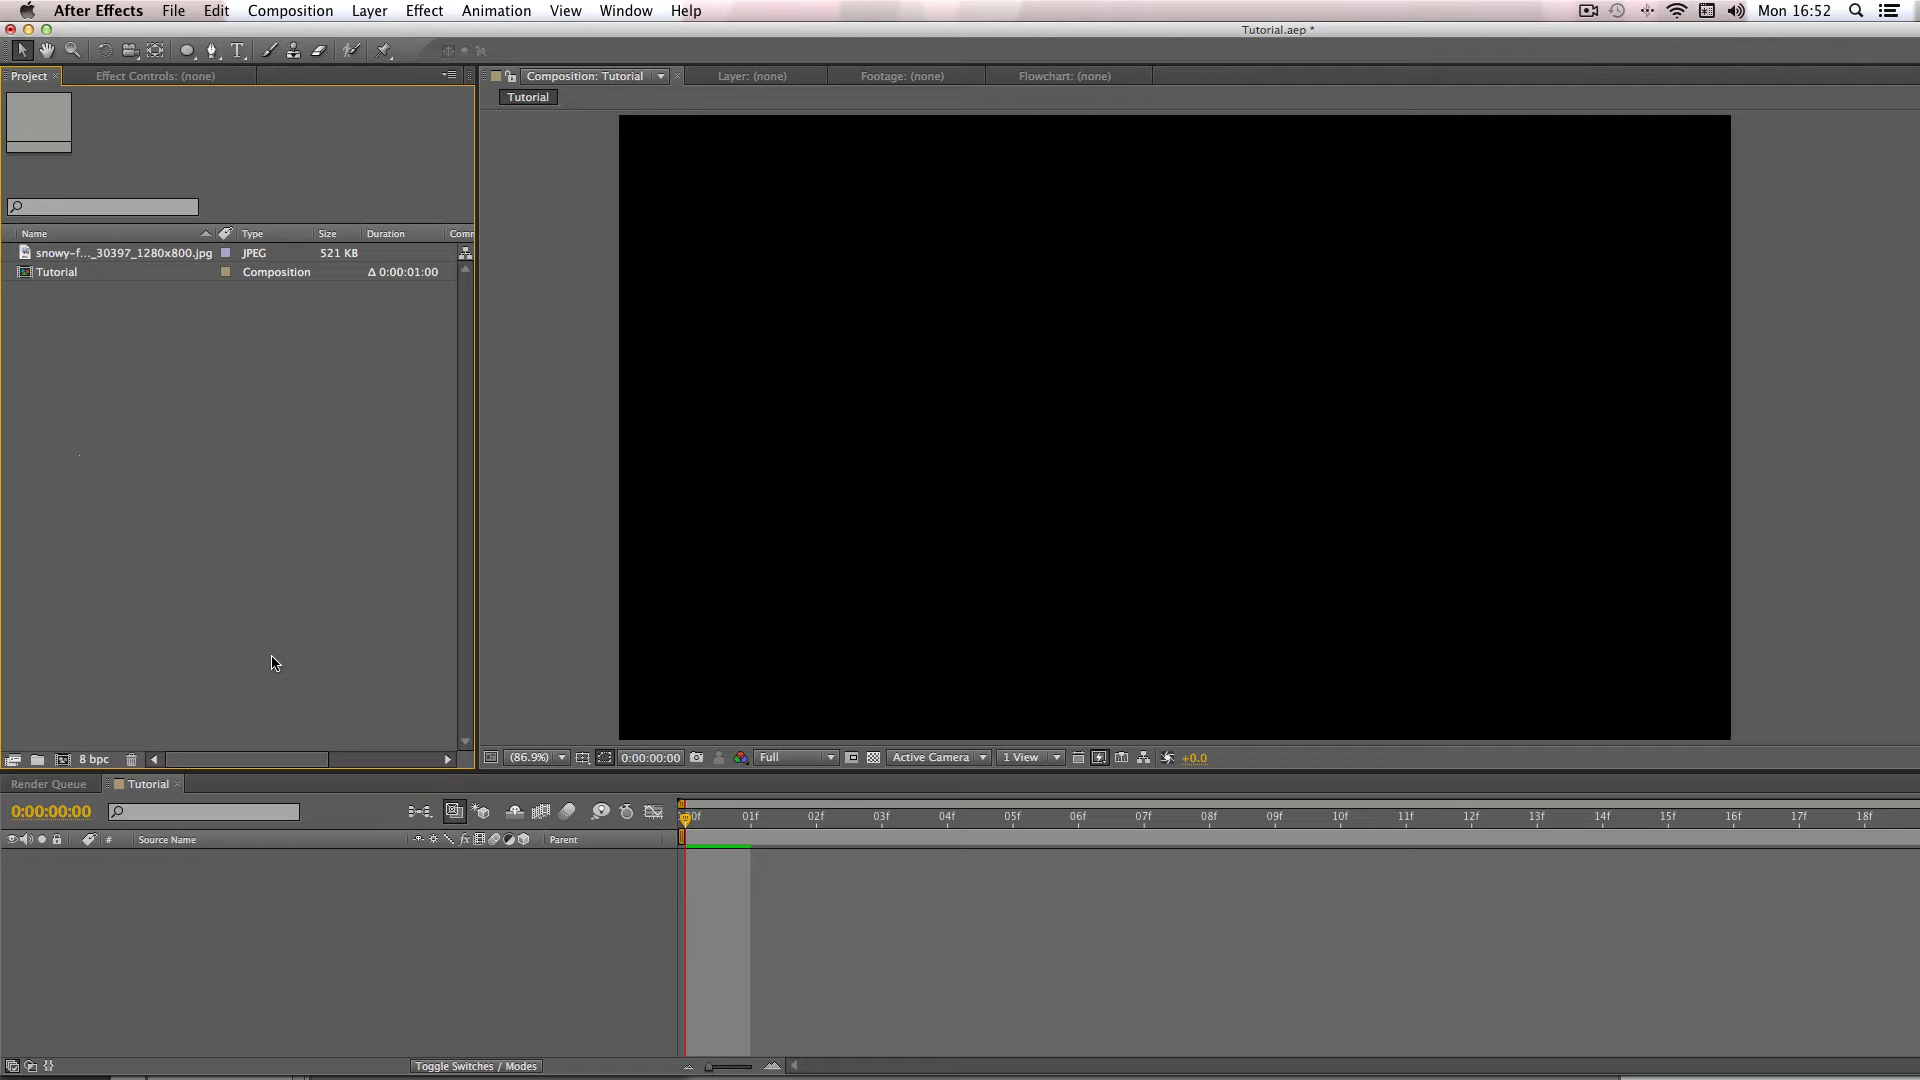 After Effects File Edit Composition Layer Effect Animation View Window Help Mon 16:52
Tutorial.aep *
Project Effect Controls: (none) Composition: Tutorial Layer: (none) Footage: (none) Flowchart: (none)
Tutorial
Name Type Size Duration Comm
snowy-f..._30397_1280x800.jpg JPEG 521 KB
Tutorial Composition Δ 0:00:01:00
8 bpc (86.9%) 0:00:00:00 Full Active Camera 1 View +0.0
Render Queue Tutorial
0:00:00:00
00f 01f 02f 03f 04f 05f 06f 07f 08f 09f 10f 11f 12f 13f 14f 15f 16f 17f 18f
# Source Name fx Parent
Toggle Switches / Modes